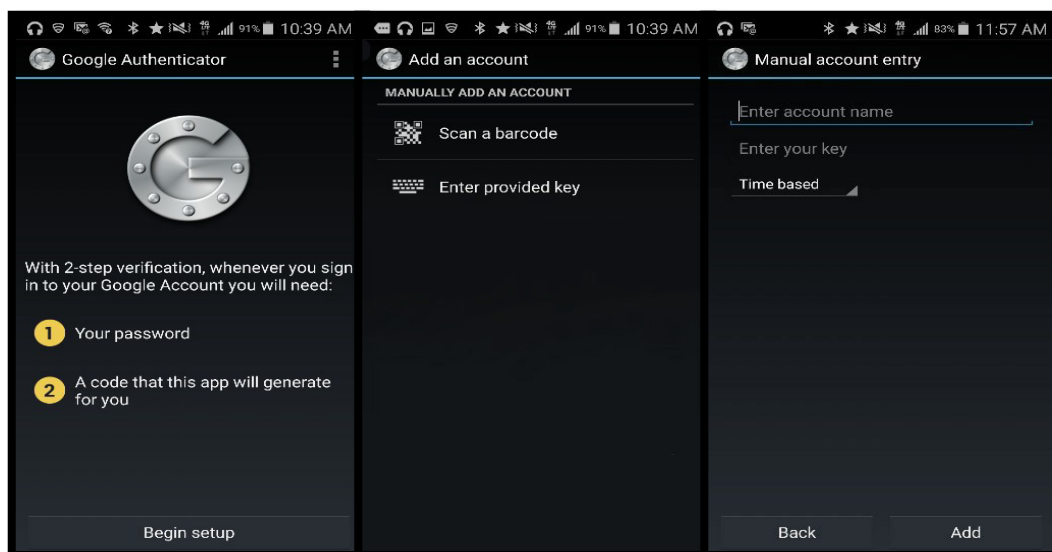 91% 10:39 AM
Google Authenticator
With 2-step verification, whenever you sign
in to your Google Account you will need:
1 Your password
2 A code that this app will generate
for you
Begin setup
91% 10:39 AM
Add an account
MANUALLY ADD AN ACCOUNT
Scan a barcode
Enter provided key
83% 11:57 AM
Manual account entry
Enter account name
Enter your key
Time based
Back Add